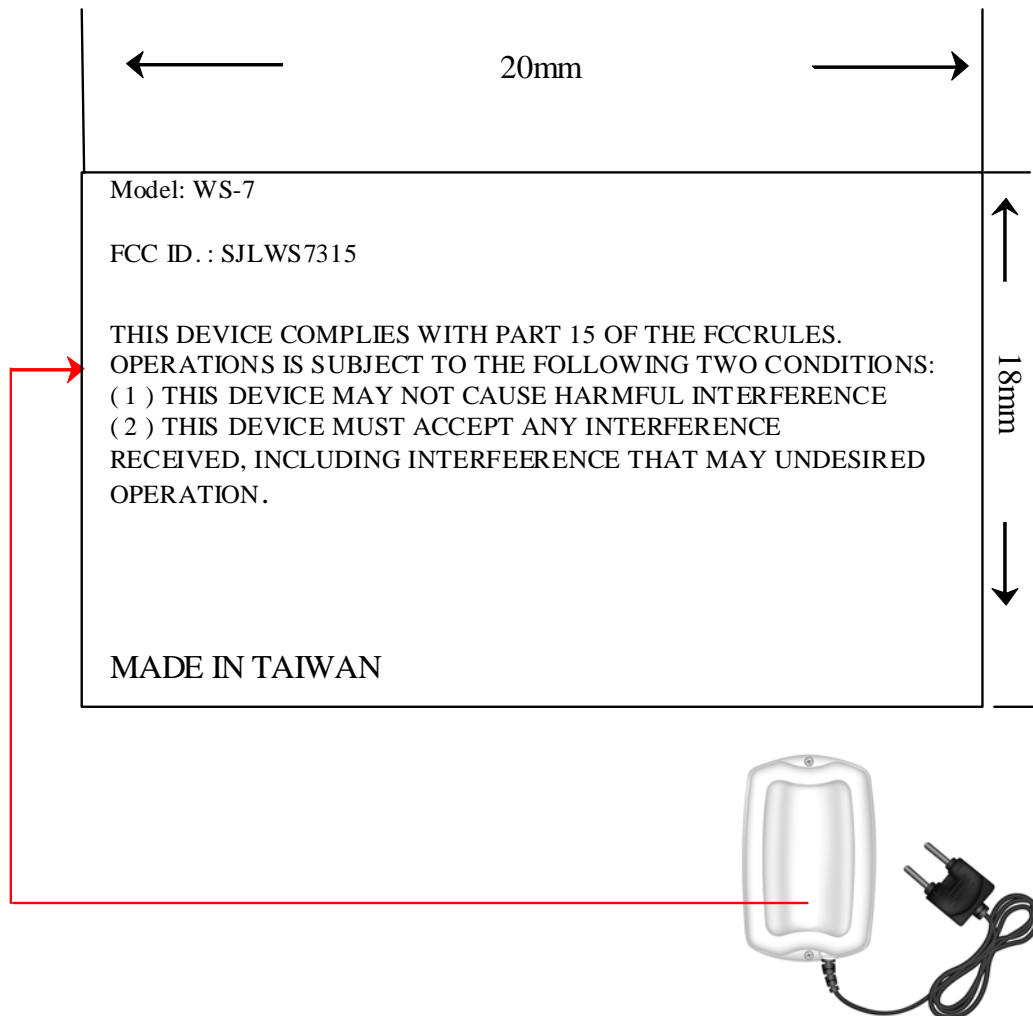 20mm
Model: WS-7
FCC ID. : SJLWS7315
THIS DEVICE COMPLIES WITH PART 15 OF THE FCCRULES.
OPERATIONS IS SUBJECT TO THE FOLLOWING TWO CONDITIONS:
( 1 ) THIS DEVICE MAY NOT CAUSE HARMFUL INTERFERENCE
( 2 ) THIS DEVICE MUST ACCEPT ANY INTERFERENCE
RECEIVED, INCLUDING INTERFEERENCE THAT MAY UNDESIRED
OPERATION.
18mm
MADE IN TAIWAN